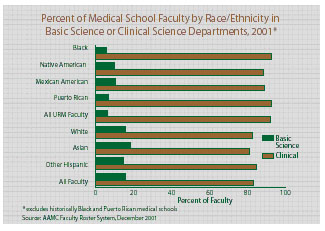 Percent of Medical School Faculty by Race/Ethnicity in
Basic Science or Clinical Science Departments, 2001*
Black
Native American
Mexican American
Puerto Rican
All URM Faculty
White
Asian
Other Hispanic
All Faculty
Basic
Science
Clinical
0 20 40 60 80 100
Percent of Faculty
*excludes historically Black and Puerto Rican medical schools
Source: AAMC Faculty Roster System, December 2001